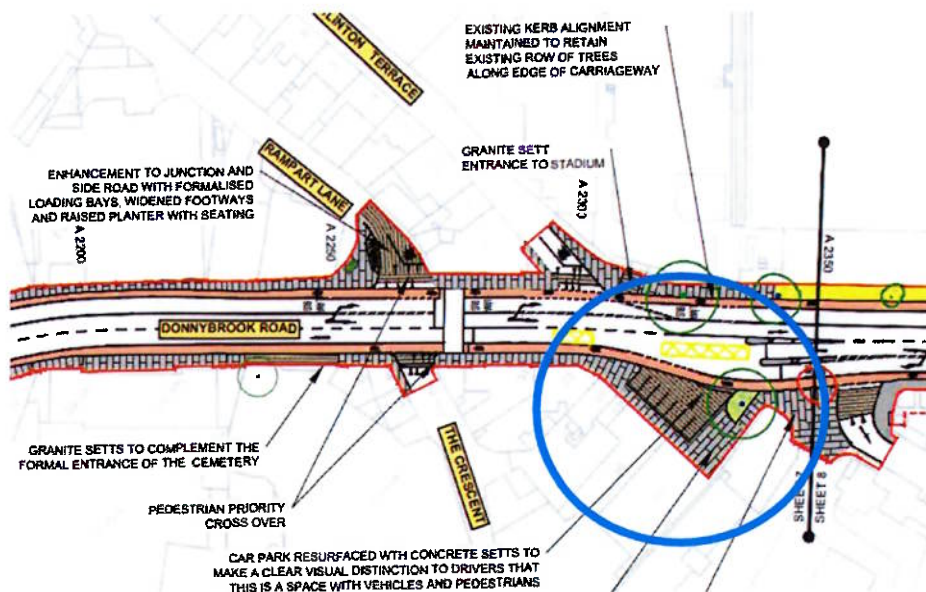 CLINTON TERRACE
EXISTING KERB ALIGNMENT
MAINTAINED TO RETAIN
EXISTING ROW OF TREES
ALONG EDGE OF CARRIAGEWAY
GRANITE SETT
ENTRANCE TO STADIUM
RAMPART LANE
ENHANCEMENT TO JUNCTION AND
SIDE ROAD WITH FORMALISED
LOADING BAYS, WIDENED FOOTWAYS
AND RAISED PLANTER WITH SEATING
A 2200
A 2250
A 2300
A 2350
DONNYBROOK ROAD
GRANITE SETTS TO COMPLEMENT THE
FORMAL ENTRANCE OF THE CEMETERY
THE CRESCENT
PEDESTRIAN PRIORITY
CROSS OVER
SHEET 7
SHEET 8
CAR PARK RESURFACED WTH CONCRETE SETTS TO
MAKE A CLEAR VISUAL DISTINCTION TO DRIVERS THAT
THIS IS A SPACE WITH VEHICLES AND PEDESTRIANS